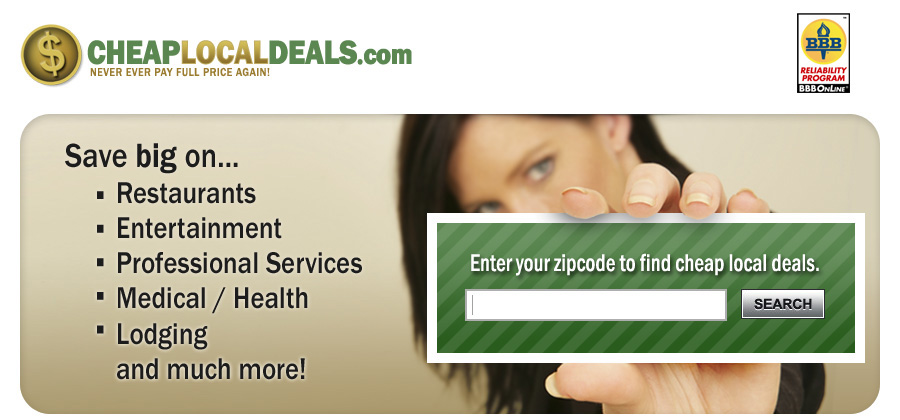 $
CHEAPLOCALDEALS.com
NEVER EVER PAY FULL PRICE AGAIN!
BBB
RELIABILITY
PROGRAM
BBBONLINE
Save big on...
▪ Restaurants
▪ Entertainment
▪ Professional Services
▪ Medical / Health
▪ Lodging
and much more!
Enter your zipcode to find cheap local deals.
SEARCH